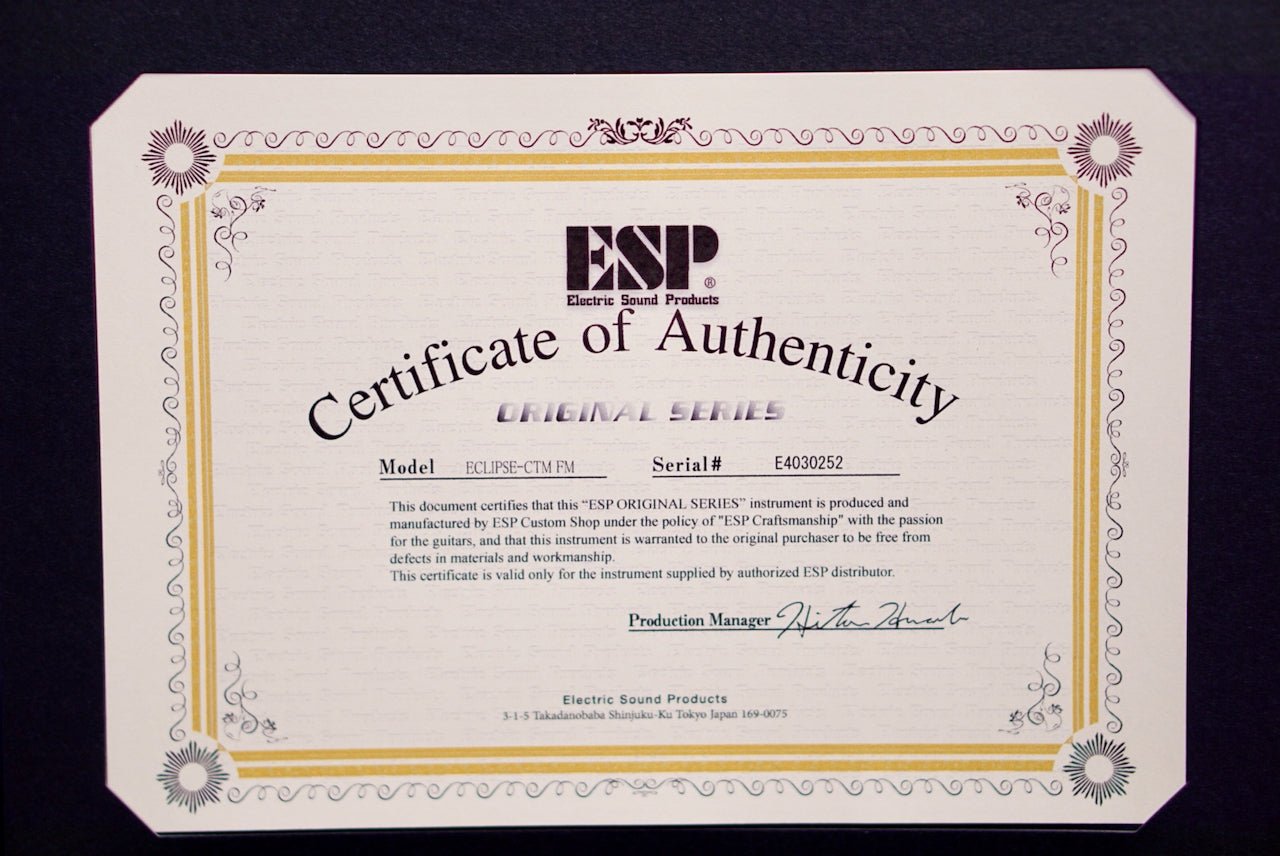 ESP®
Electric Sound Products
Certificate of Authenticity
ORIGINAL SERIES
Model ECLIPSE-CTM FM Serial# E4030252
This document certifies that this “ESP ORIGINAL SERIES” instrument is produced and
manufactured by ESP Custom Shop under the policy of "ESP Craftsmanship" with the passion
for the guitars, and that this instrument is warranted to the original purchaser to be free from
defects in materials and workmanship.
This certificate is valid only for the instrument supplied by authorized ESP distributor.
Production Manager
Electric Sound Products
3-1-5 Takadanobaba Shinjuku-Ku Tokyo Japan 169-0075